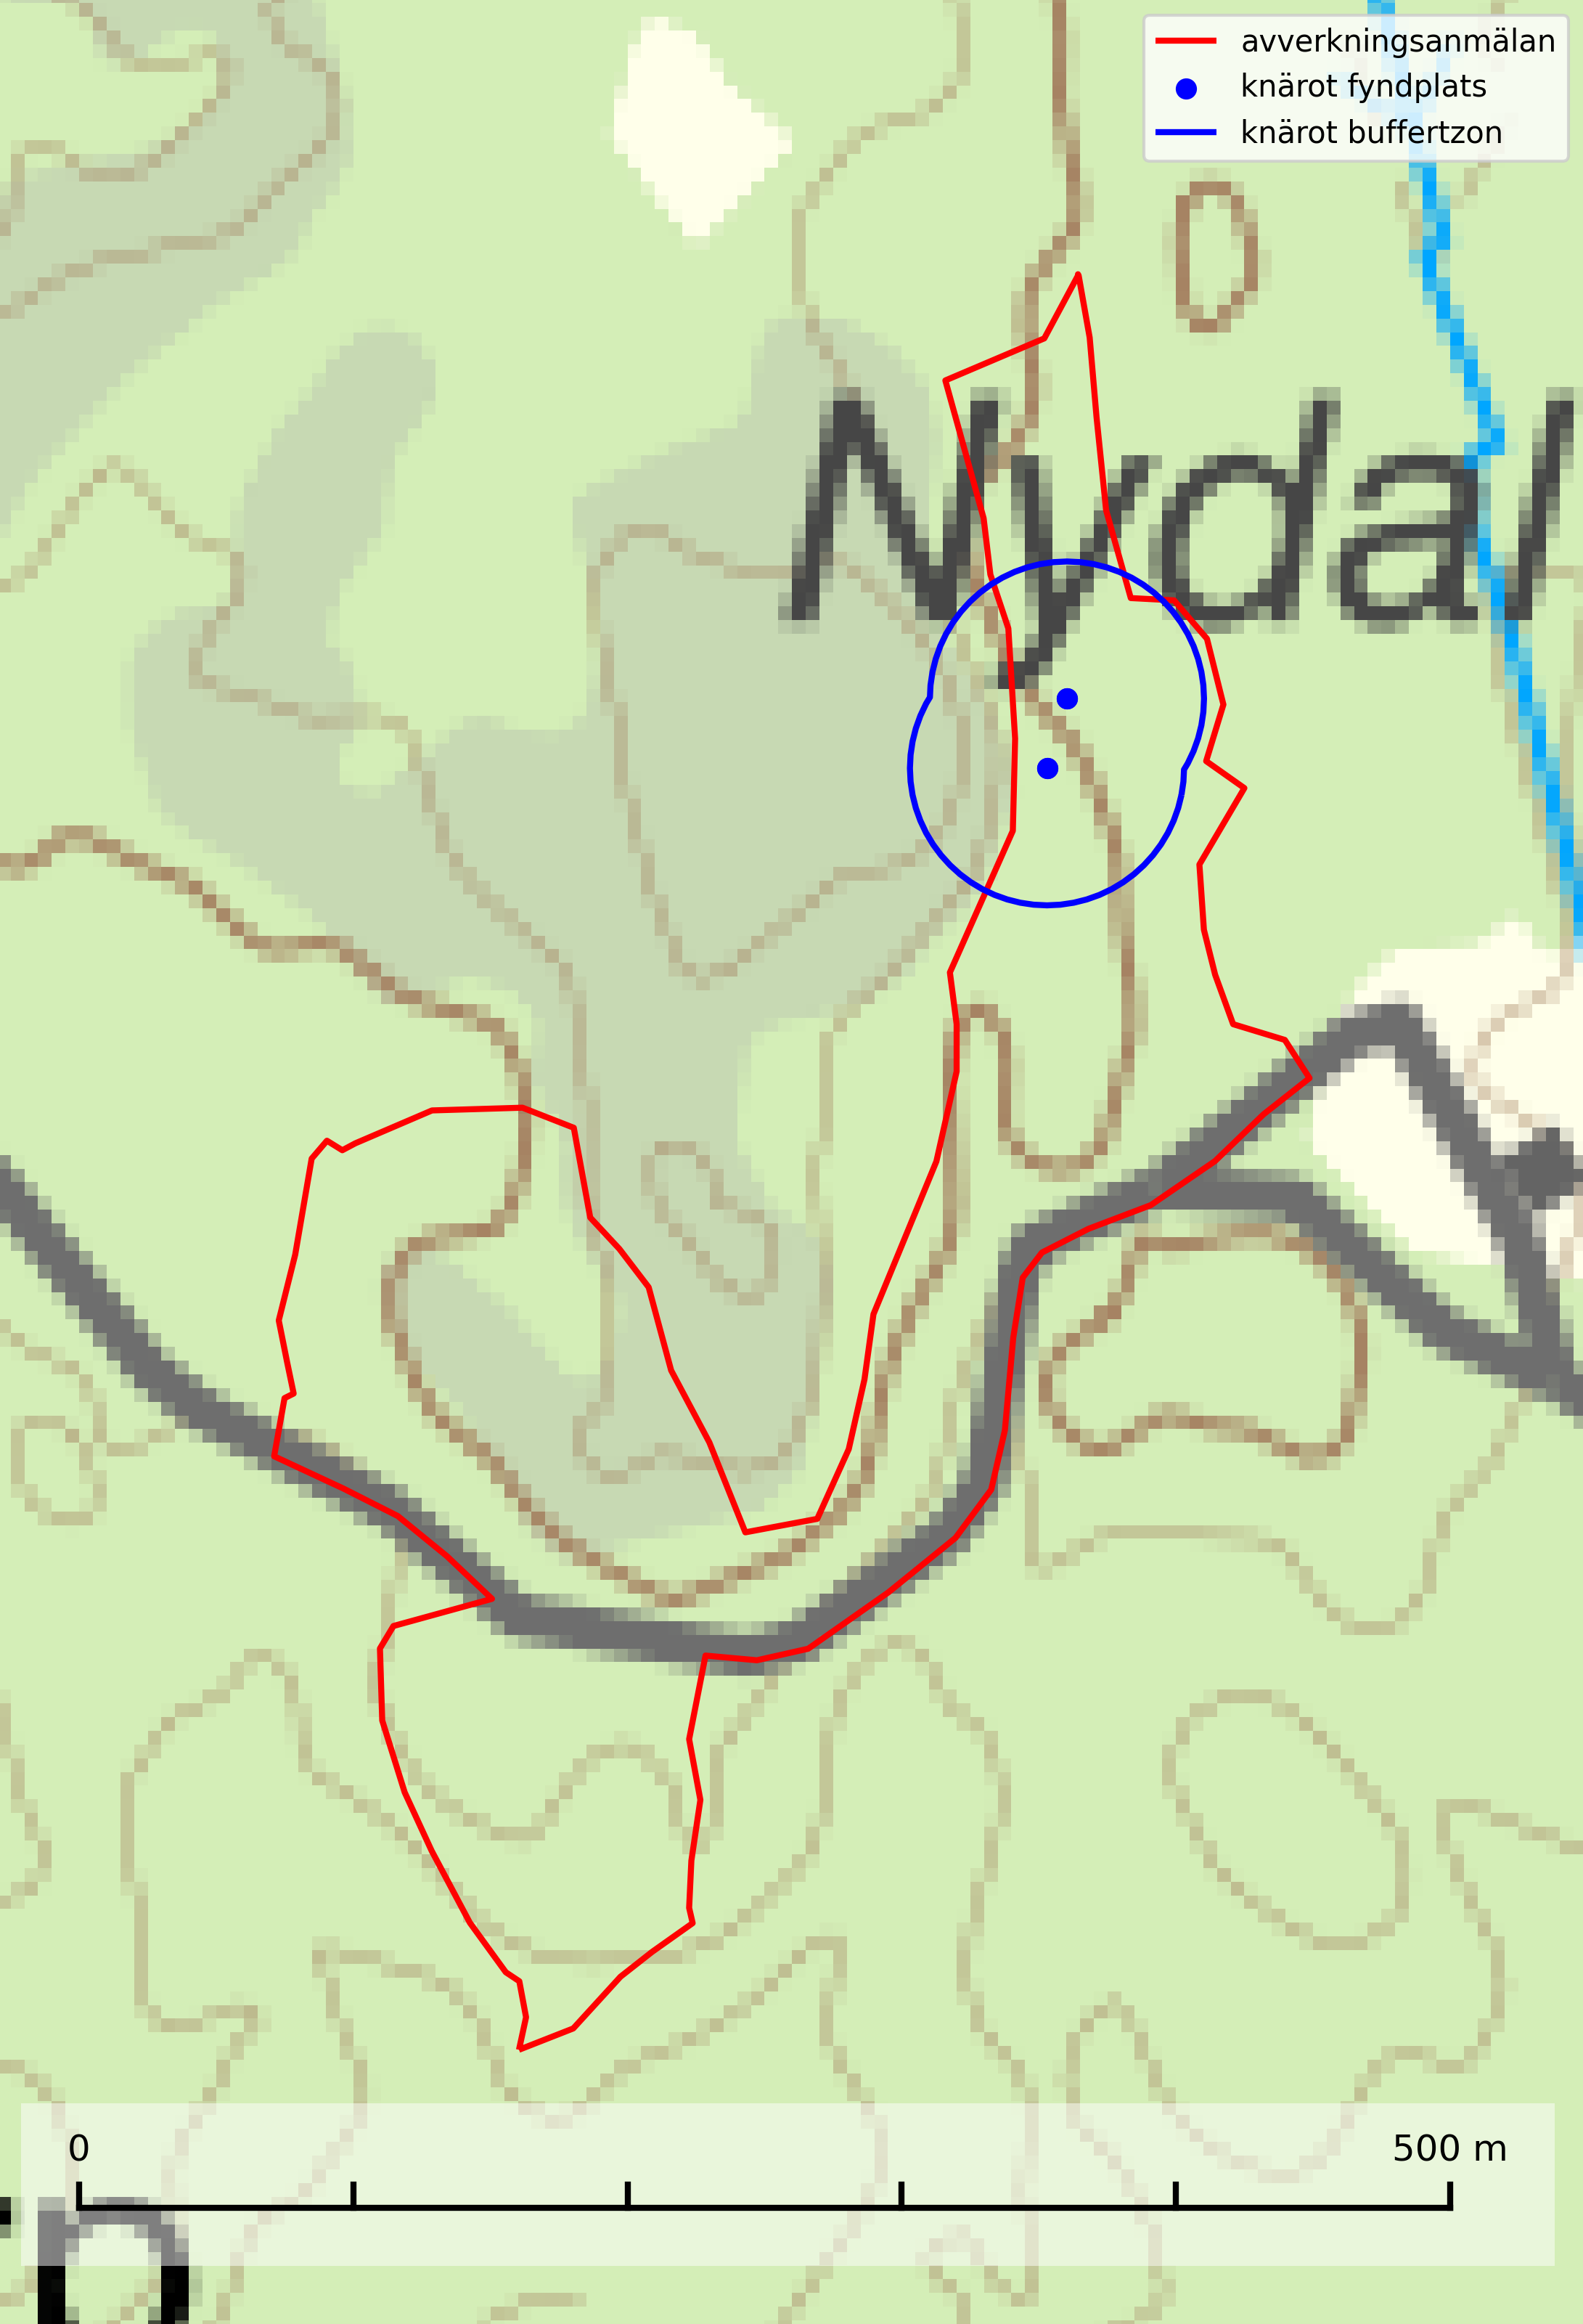 avverkningsanmälan
knärot fyndplats
knärot buffertzon
Nydal
0 500 m